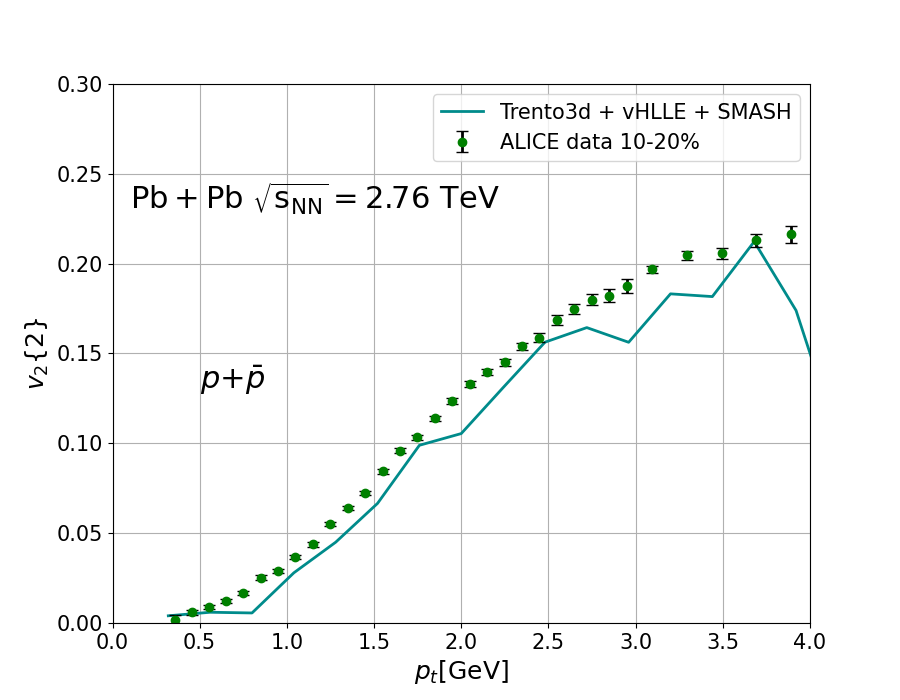 0.30
0.25
0.20
0.15
0.10
0.05
0.00
v₂{2}
Trento3d + vHLLE + SMASH
ALICE data 10-20%
Pb + Pb √s_NN = 2.76 TeV
p+p̄
0.0 0.5 1.0 1.5 2.0 2.5 3.0 3.5 4.0
p_t[GeV]